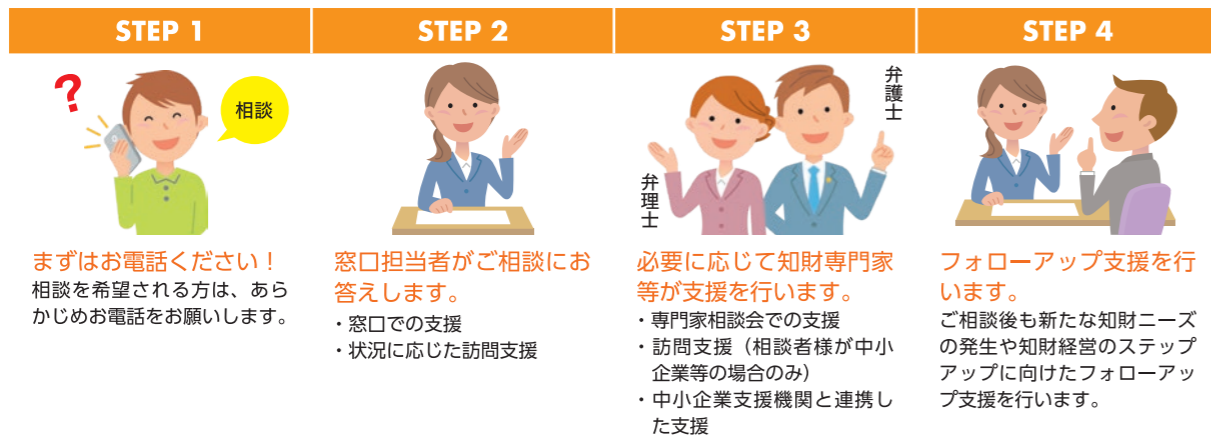 STEP 1
?
相談
まずはお電話ください！
相談を希望される方は、あら
かじめお電話をお願いします。
STEP 2
窓口担当者がご相談にお
答えします。
・窓口での支援
・状況に応じた訪問支援
STEP 3
弁護士
弁理士
必要に応じて知財専門家
等が支援を行います。
・専門家相談会での支援
・訪問支援（相談者様が中小
企業等の場合のみ）
・中小企業支援機関と連携し
た支援
STEP 4
フォローアップ支援を行
います。
ご相談後も新たな知財ニーズ
の発生や知財経営のステップ
アップに向けたフォローアッ
プ支援を行います。